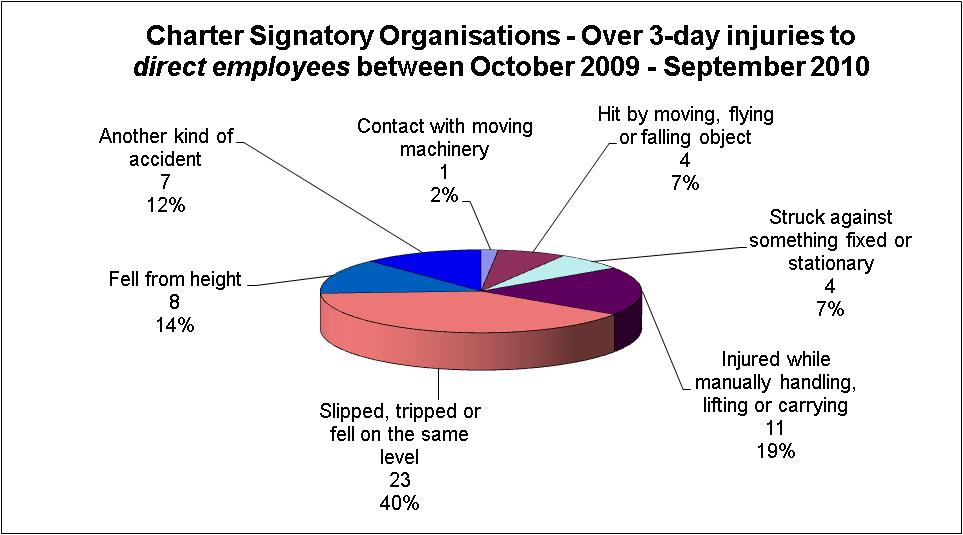 Charter Signatory Organisations - Over 3-day injuries to
direct employees between October 2009 - September 2010
Another kind of
accident
7
12%
Contact with moving
machinery
1
2%
Hit by moving, flying
or falling object
4
7%
Struck against
something fixed or
stationary
4
7%
Fell from height
8
14%
Injured while
manually handling,
lifting or carrying
11
19%
Slipped, tripped or
fell on the same
level
23
40%